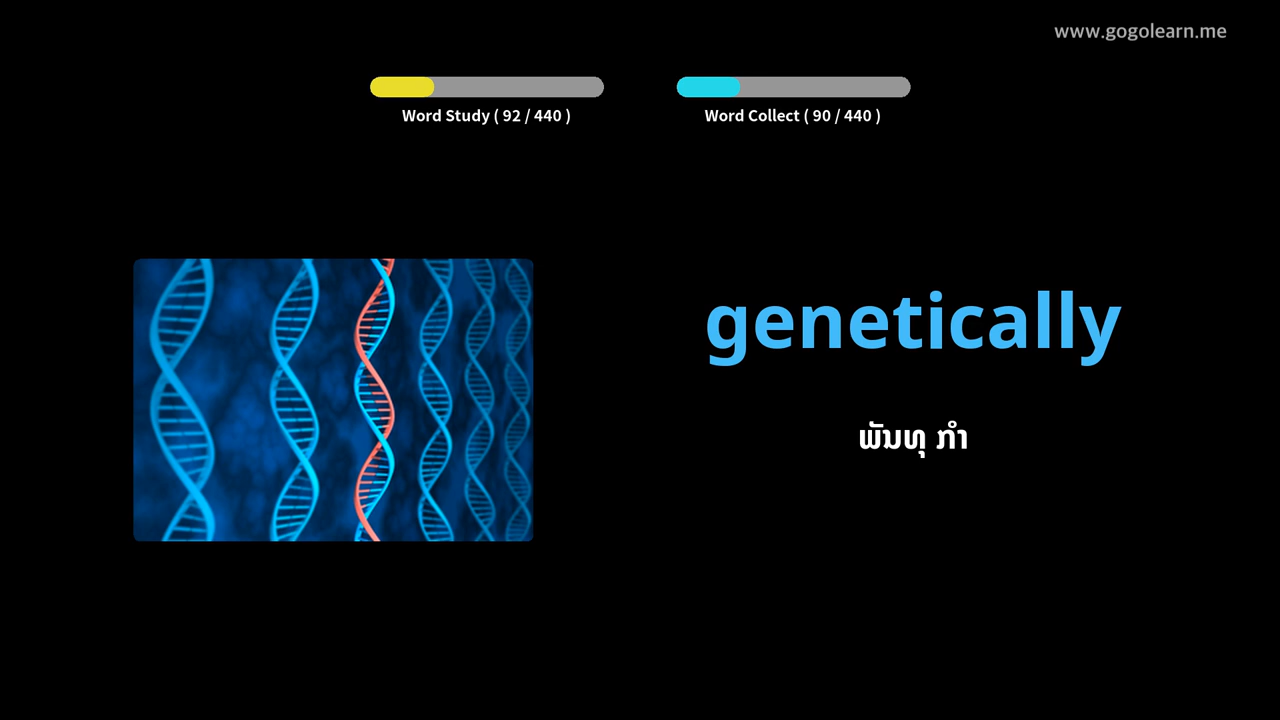 www.gogolearn.me
Word Study ( 92 / 440 )
Word Collect ( 90 / 440 )
genetically
ພັນທຸ ກໍາ